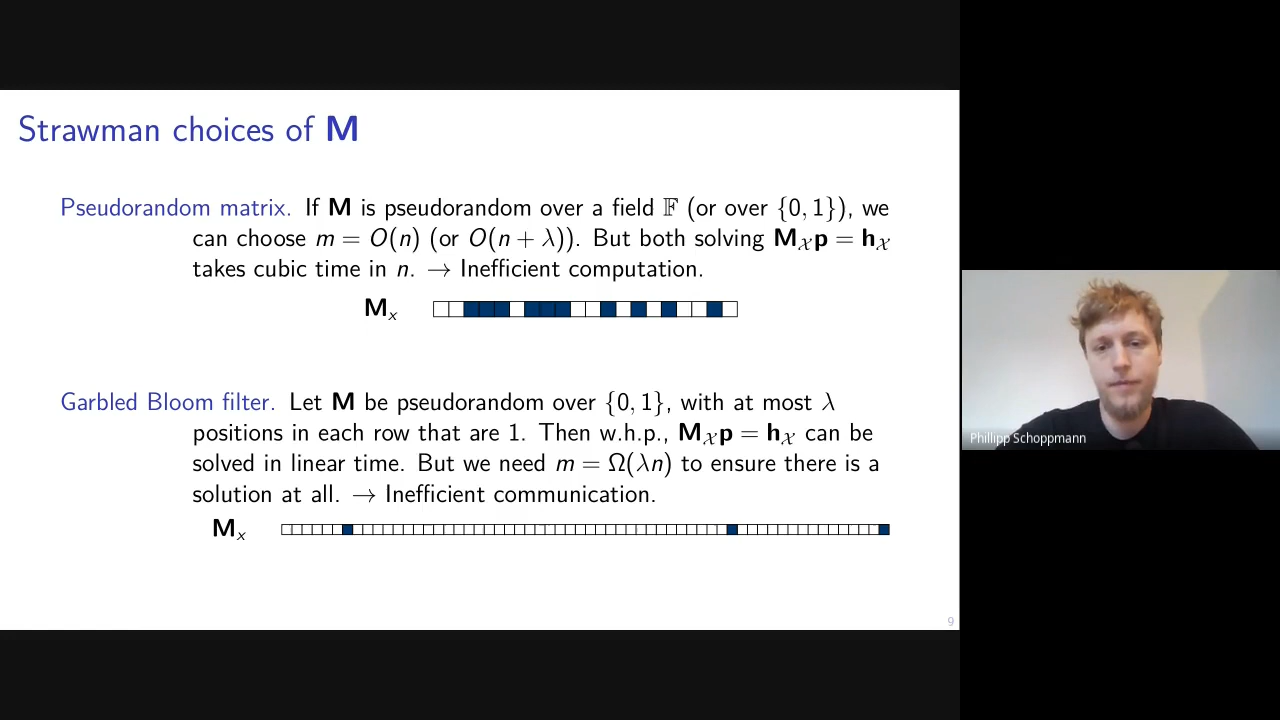 Strawman choices of M
Pseudorandom matrix. If M is pseudorandom over a field 𝔽 (or over {0, 1}), we
can choose m = O(n) (or O(n + λ)). But both solving M𝒳p = h𝒳
takes cubic time in n. → Inefficient computation.
Mx
Garbled Bloom filter. Let M be pseudorandom over {0, 1}, with at most λ
positions in each row that are 1. Then w.h.p., M𝒳p = h𝒳 can be
solved in linear time. But we need m = Ω(λn) to ensure there is a
solution at all. → Inefficient communication.
Mx
9
Phillipp Schoppmann